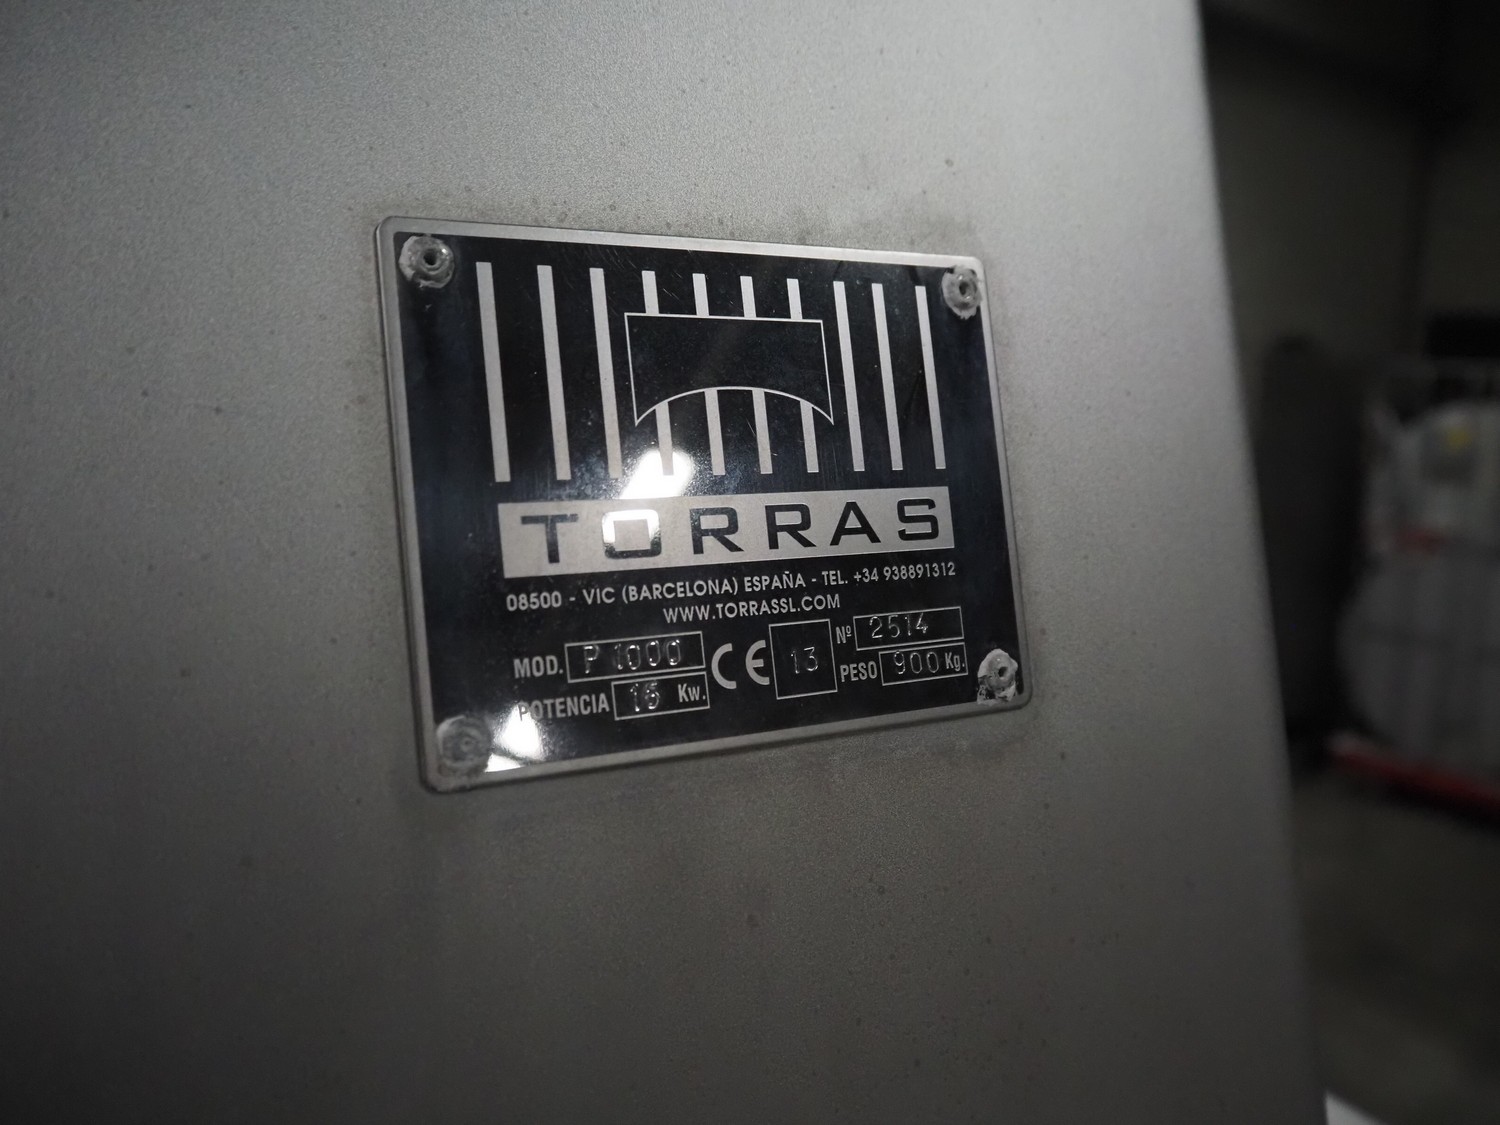 TORRAS
08500 - VIC (BARCELONA) ESPAÑA - TEL. +34 938891312
WWW.TORRASSL.COM
MOD. P 1000 CE 13 Nº 2514
POTENCIA 15 Kw. PESO 900 Kg.